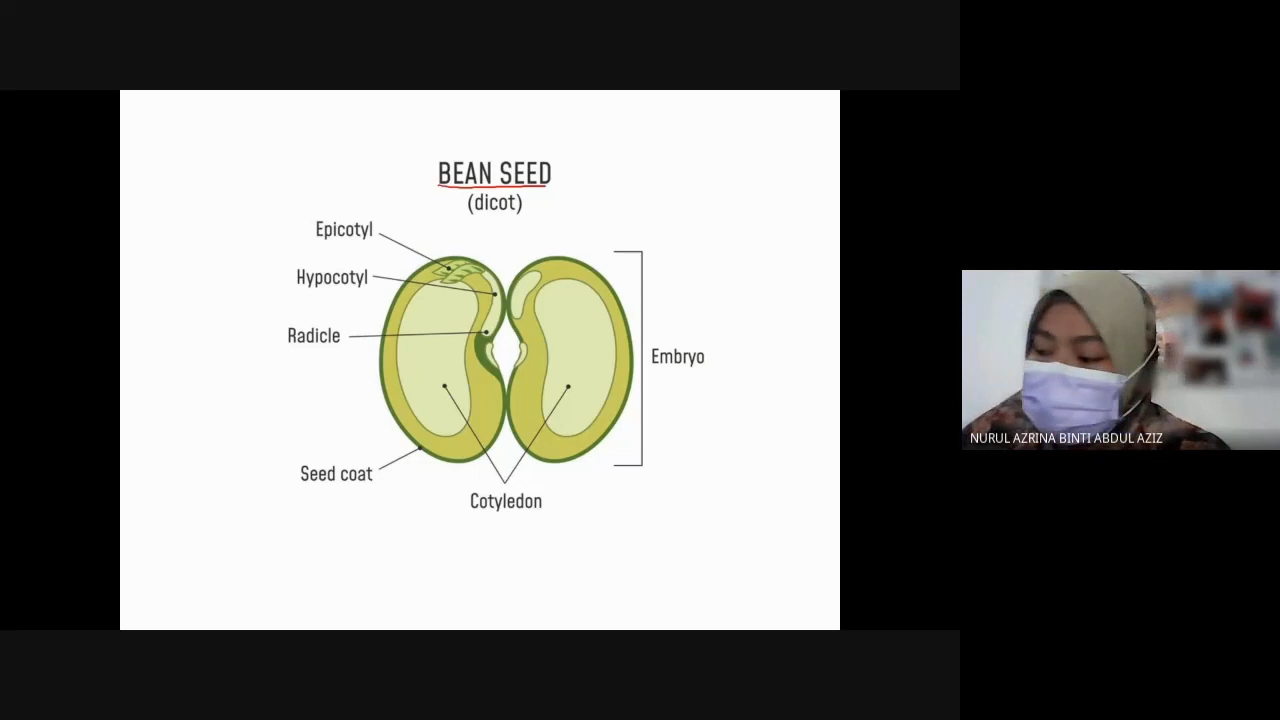 BEAN SEED
(dicot)
Epicotyl
Hypocotyl
Radicle
Embryo
Seed coat
Cotyledon
NURUL AZRINA BINTI ABDUL AZIZ